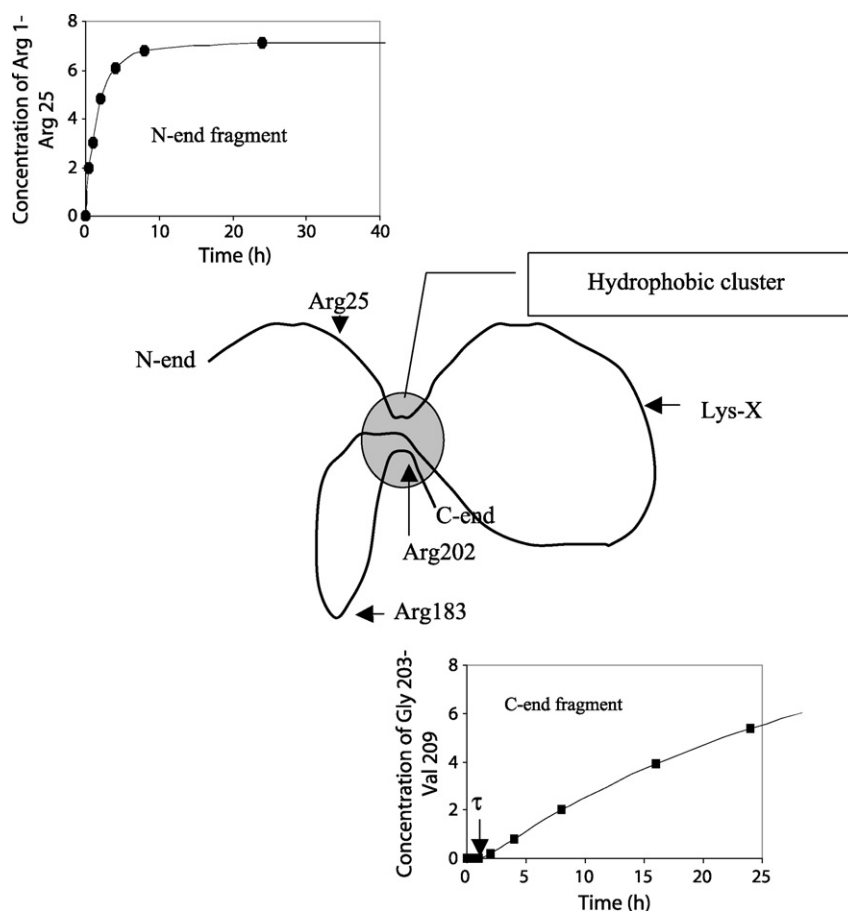 Concentration of Arg 1-
Arg 25
8
6
4
2
0
N-end fragment
0
10
20
30
40
Time (h)
Hydrophobic cluster
Arg25
N-end
Lys-X
C-end
Arg202
Arg183
Concentration of Gly 203-
Val 209
8
6
4
2
0
C-end fragment
τ
0
5
10
15
20
25
Time (h)